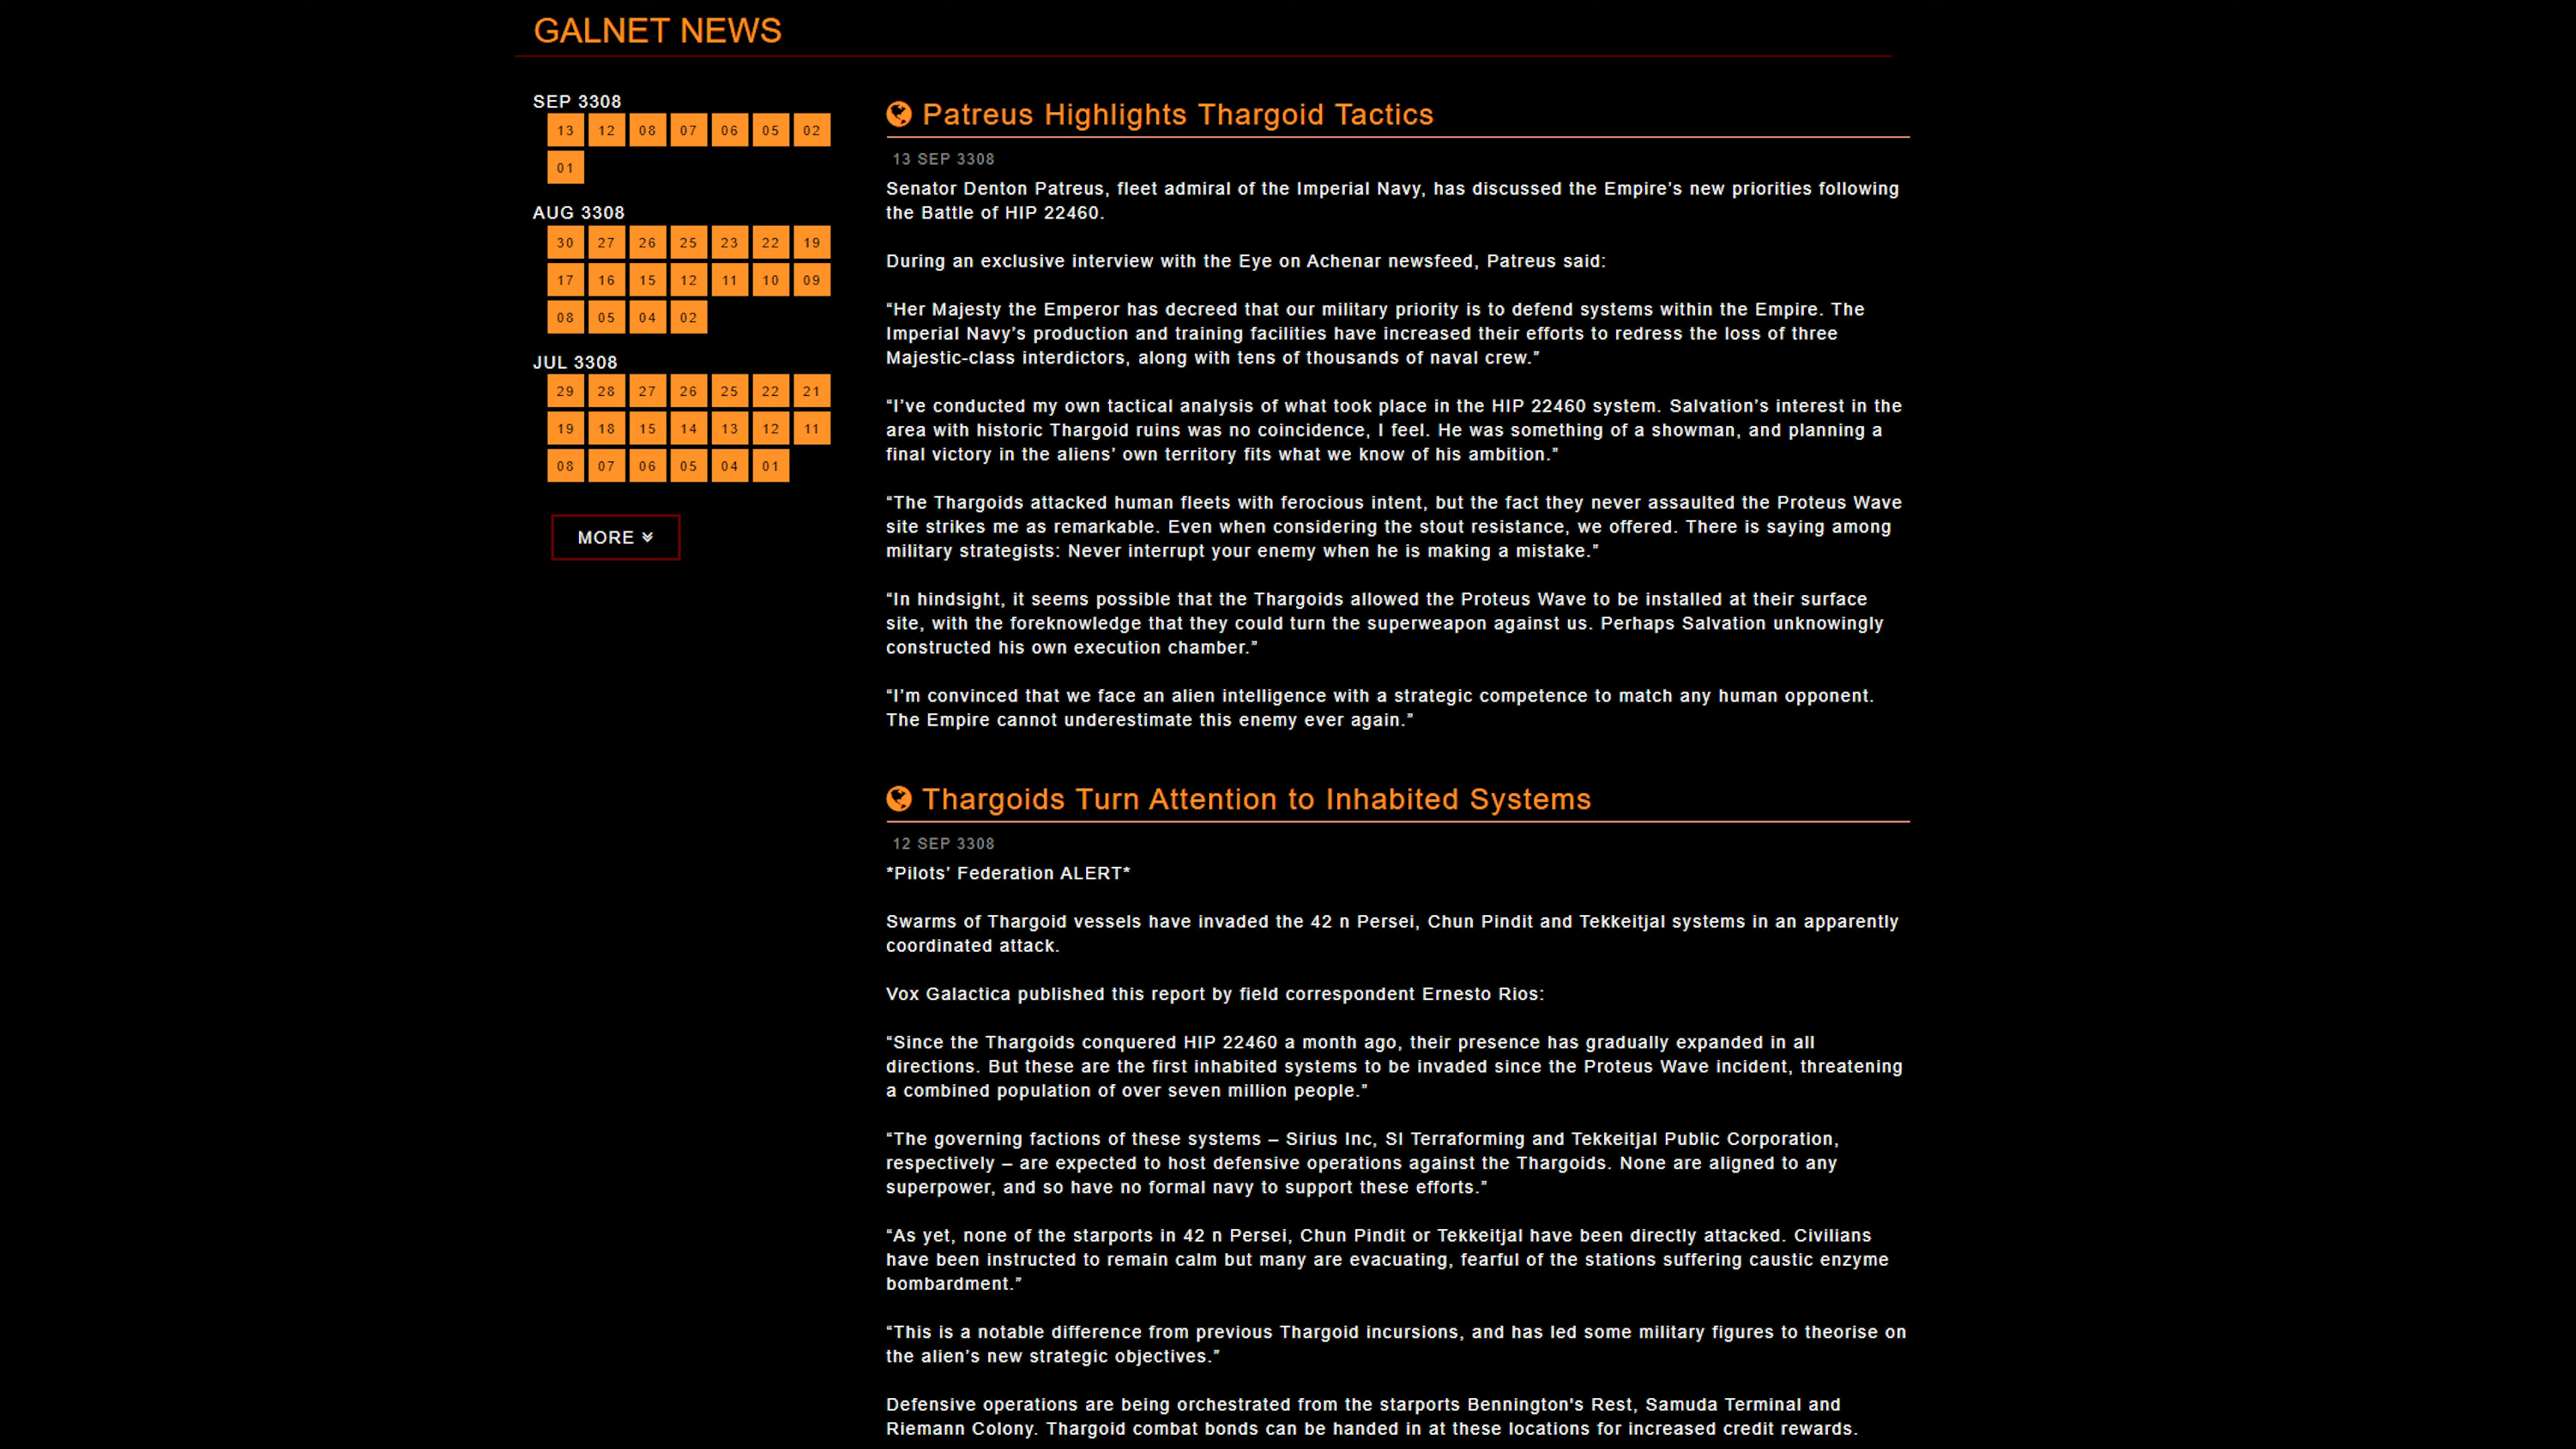 GALNET NEWS
SEP 3308
13 12 08 07 06 05 02
01
AUG 3308
30 27 26 25 23 22 19
17 16 15 12 11 10 09
08 05 04 02
JUL 3308
29 28 27 26 25 22 21
19 18 15 14 13 12 11
08 07 06 05 04 01
MORE
Patreus Highlights Thargoid Tactics
13 SEP 3308
Senator Denton Patreus, fleet admiral of the Imperial Navy, has discussed the Empire’s new priorities following
the Battle of HIP 22460.
During an exclusive interview with the Eye on Achenar newsfeed, Patreus said:
“Her Majesty the Emperor has decreed that our military priority is to defend systems within the Empire. The
Imperial Navy’s production and training facilities have increased their efforts to redress the loss of three
Majestic-class interdictors, along with tens of thousands of naval crew.”
“I’ve conducted my own tactical analysis of what took place in the HIP 22460 system. Salvation’s interest in the
area with historic Thargoid ruins was no coincidence, I feel. He was something of a showman, and planning a
final victory in the aliens’ own territory fits what we know of his ambition.”
“The Thargoids attacked human fleets with ferocious intent, but the fact they never assaulted the Proteus Wave
site strikes me as remarkable. Even when considering the stout resistance, we offered. There is saying among
military strategists: Never interrupt your enemy when he is making a mistake.”
“In hindsight, it seems possible that the Thargoids allowed the Proteus Wave to be installed at their surface
site, with the foreknowledge that they could turn the superweapon against us. Perhaps Salvation unknowingly
constructed his own execution chamber.”
“I’m convinced that we face an alien intelligence with a strategic competence to match any human opponent.
The Empire cannot underestimate this enemy ever again.”
Thargoids Turn Attention to Inhabited Systems
12 SEP 3308
*Pilots’ Federation ALERT*
Swarms of Thargoid vessels have invaded the 42 n Persei, Chun Pindit and Tekkeitjal systems in an apparently
coordinated attack.
Vox Galactica published this report by field correspondent Ernesto Rios:
“Since the Thargoids conquered HIP 22460 a month ago, their presence has gradually expanded in all
directions. But these are the first inhabited systems to be invaded since the Proteus Wave incident, threatening
a combined population of over seven million people.”
“The governing factions of these systems – Sirius Inc, SI Terraforming and Tekkeitjal Public Corporation,
respectively – are expected to host defensive operations against the Thargoids. None are aligned to any
superpower, and so have no formal navy to support these efforts.”
“As yet, none of the starports in 42 n Persei, Chun Pindit or Tekkeitjal have been directly attacked. Civilians
have been instructed to remain calm but many are evacuating, fearful of the stations suffering caustic enzyme
bombardment.”
“This is a notable difference from previous Thargoid incursions, and has led some military figures to theorise on
the alien’s new strategic objectives.”
Defensive operations are being orchestrated from the starports Bennington's Rest, Samuda Terminal and
Riemann Colony. Thargoid combat bonds can be handed in at these locations for increased credit rewards.